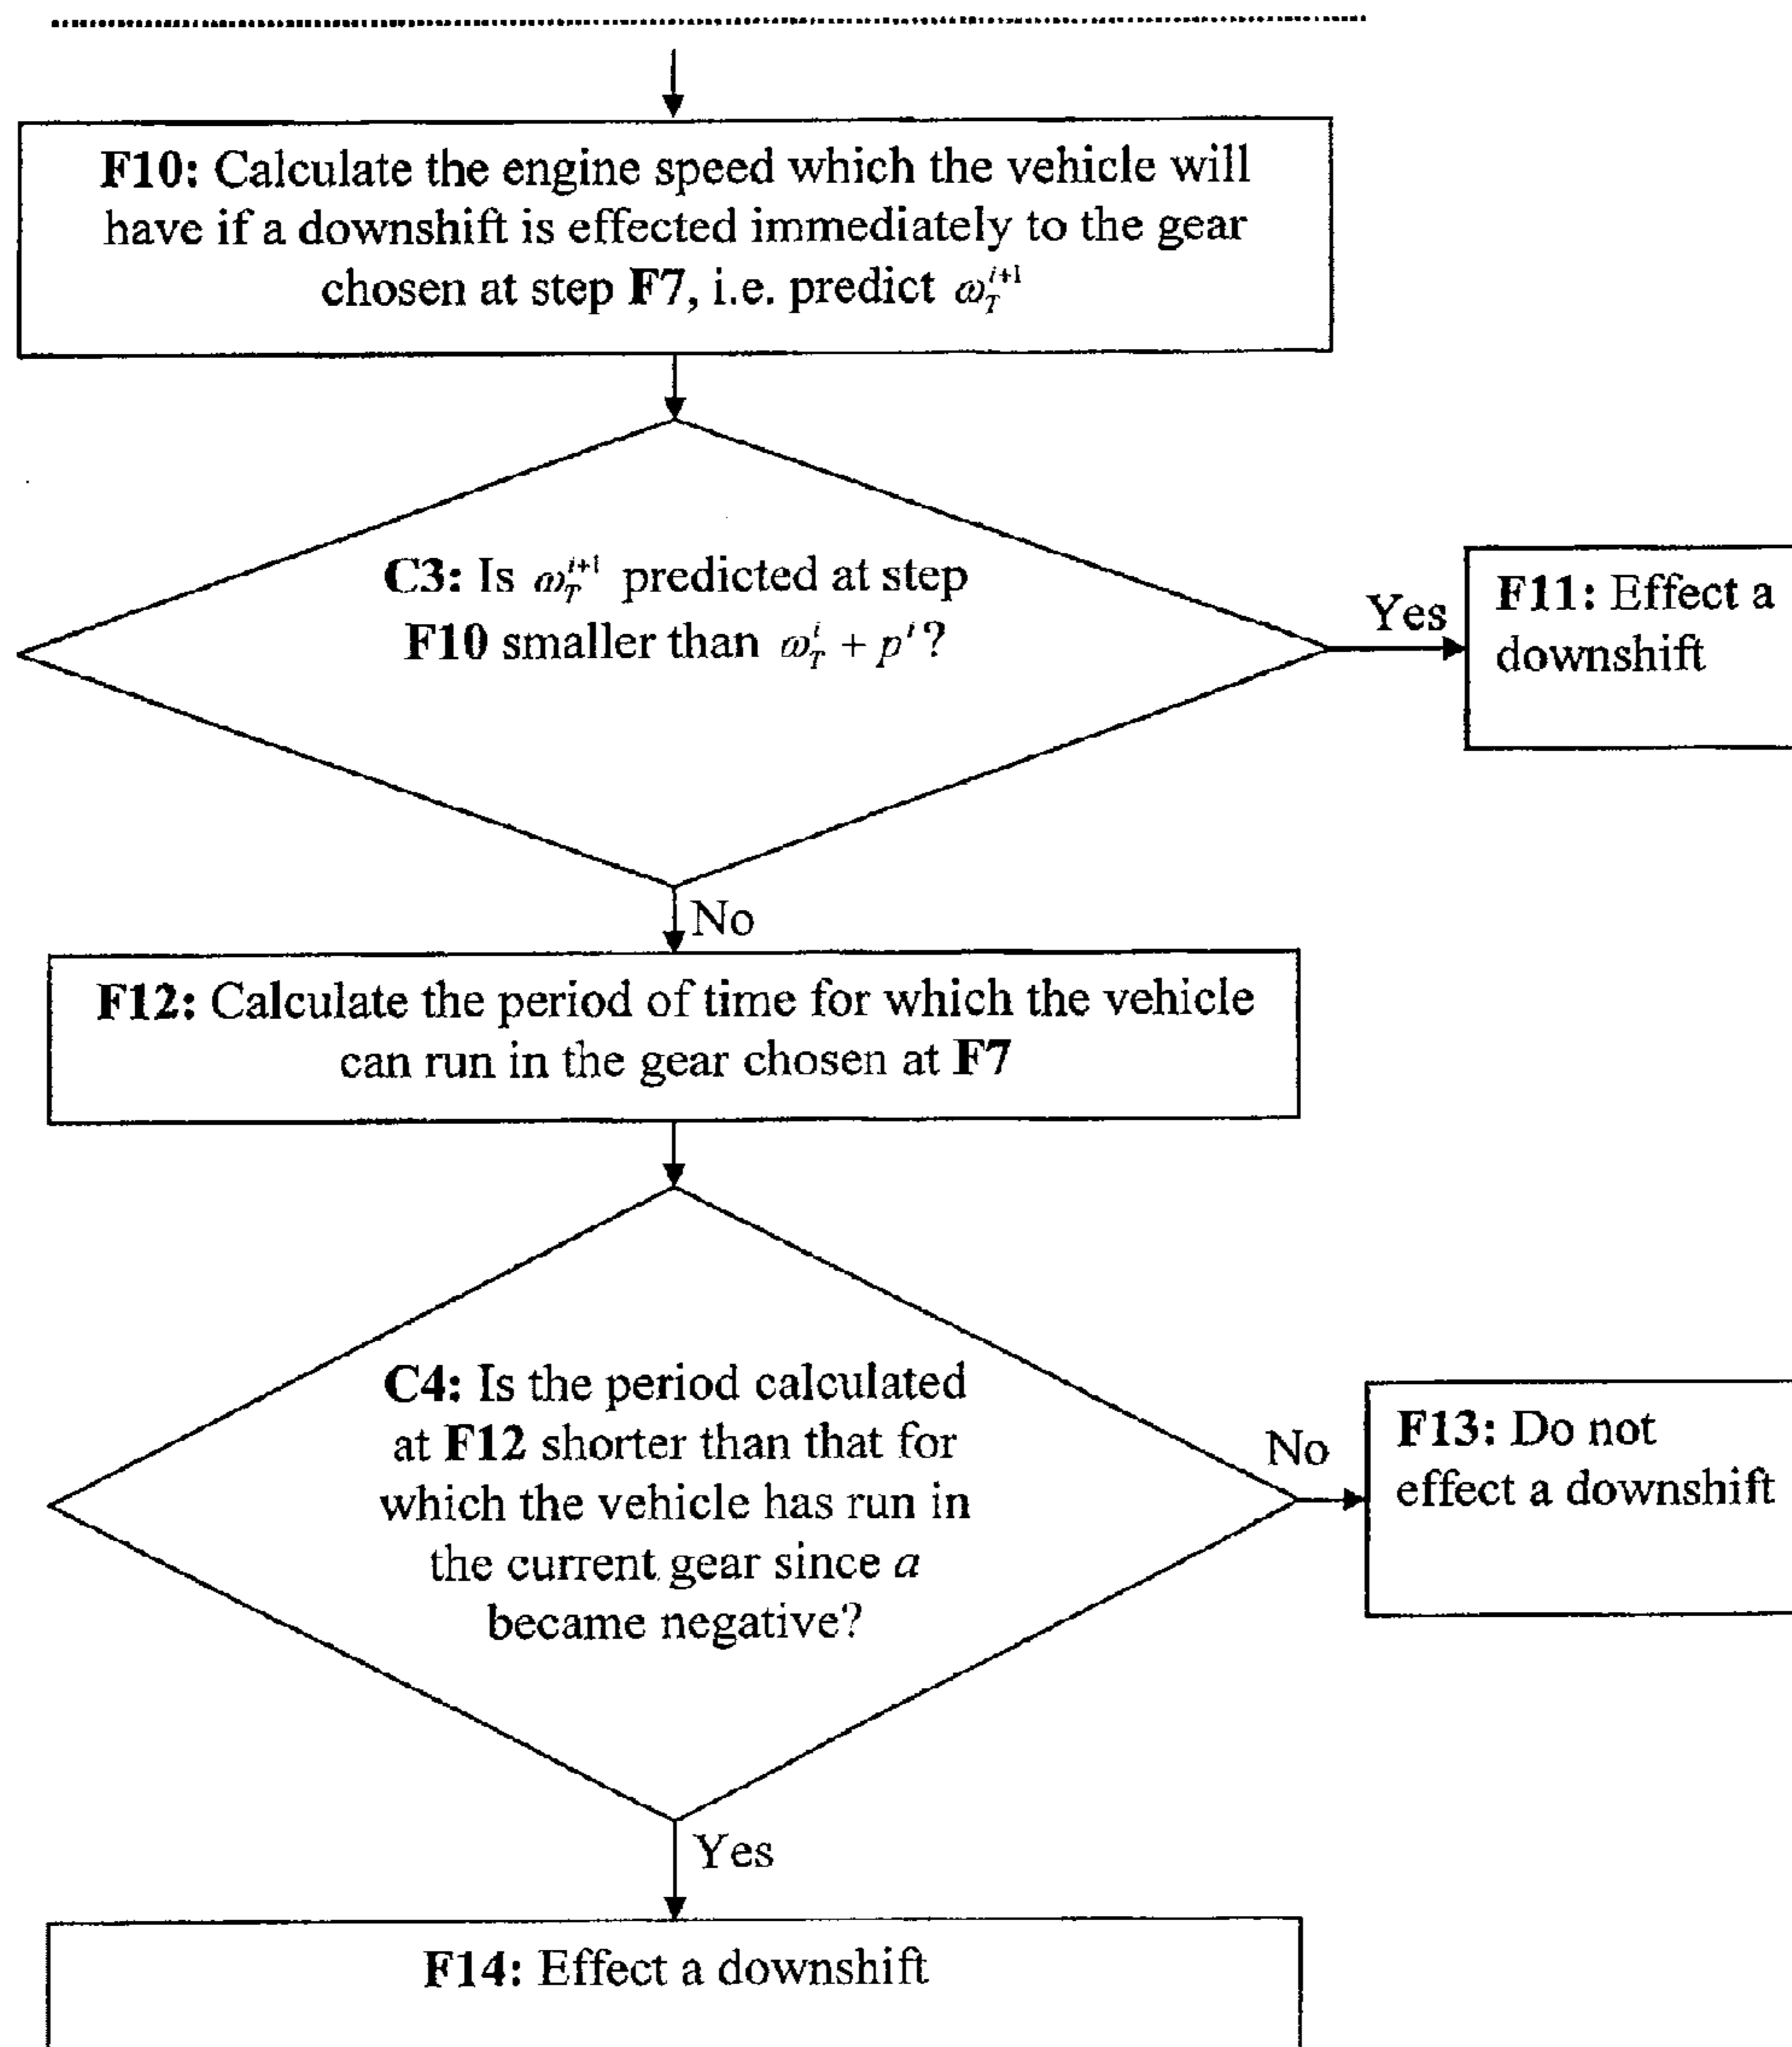 F10: Calculate the engine speed which the vehicle will
have if a downshift is effected immediately to the gear
chosen at step F7, i.e. predict ω_T^{i+1}
C3: Is ω_T^{i+1} predicted at step
F10 smaller than ω_T^i + p^i?
Yes
F11: Effect a
downshift
No
F12: Calculate the period of time for which the vehicle
can run in the gear chosen at F7
C4: Is the period calculated
at F12 shorter than that for
which the vehicle has run in
the current gear since a
became negative?
No
F13: Do not
effect a downshift
Yes
F14: Effect a downshift